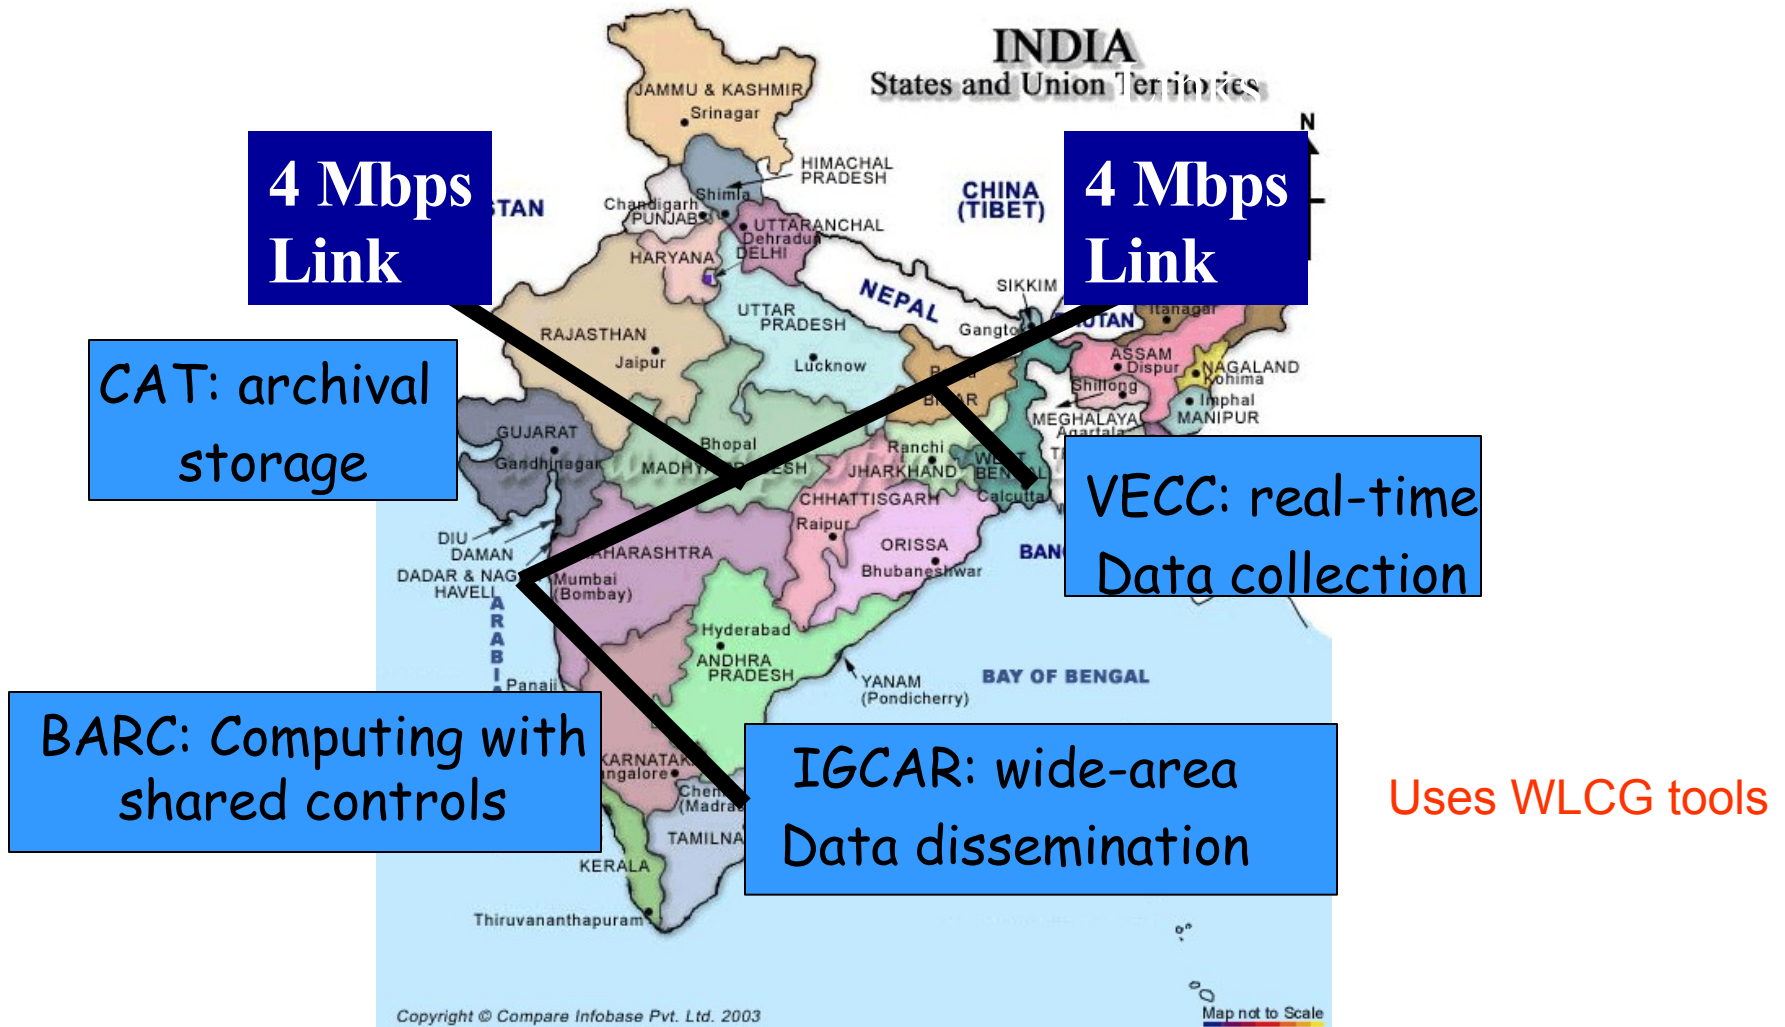 INDIA
States and Union Territories
Links
N
JAMMU & KASHMIR
Srinagar
4 Mbps
Link
4 Mbps
Link
HIMACHAL
PRADESH
Shimla
CHINA
(TIBET)
Chandigarh
PUNJAB
UTTARANCHAL
Dehradun
HARYANA
DELHI
NEPAL
SIKKIM
Itanagar
UTTAR
PRADESH
Gangto
RAJASTHAN
Jaipur
Lucknow
ASSAM
Dispur
NAGALAND
Kohima
Shillong
Imphal
MANIPUR
MEGHALAYA
Agartala
CAT: archival
storage
GUJARAT
Gandhinagar
Bhopal
Ranchi
JHARKHAND
Calcutta
CHHATTISGARH
Raipur
ORISSA
Bhubaneshwar
VECC: real-time
Data collection
DIU
DAMAN
DADAR & NAG
HAVELI
Mumbai
(Bombay)
Hyderabad
ANDHRA
PRADESH
YANAM
(Pondicherry)
BAY OF BENGAL
Panaji
BARC: Computing with
shared controls
IGCAR: wide-area
Data dissemination
Uses WLCG tools
KERALA
Thiruvananthapuram
Copyright © Compare Infobase Pvt. Ltd. 2003
Map not to Scale